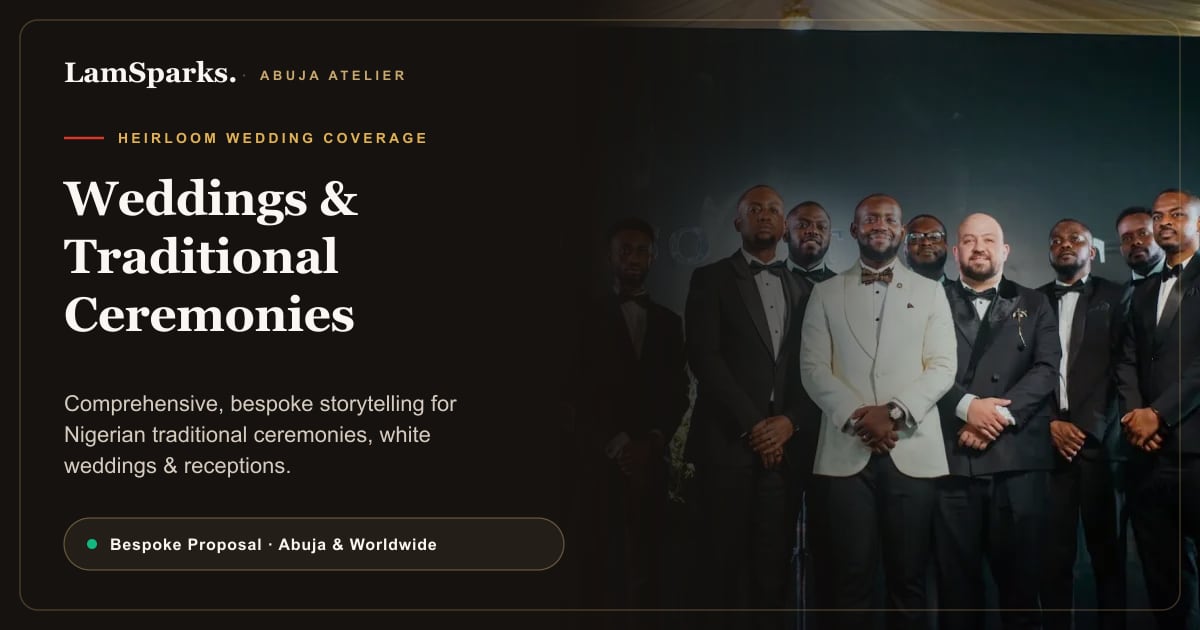 LamSparks. · ABUJA ATELIER
HEIRLOOM WEDDING COVERAGE
Weddings &
Traditional
Ceremonies
Comprehensive, bespoke storytelling for
Nigerian traditional ceremonies, white
weddings & receptions.
Bespoke Proposal · Abuja & Worldwide